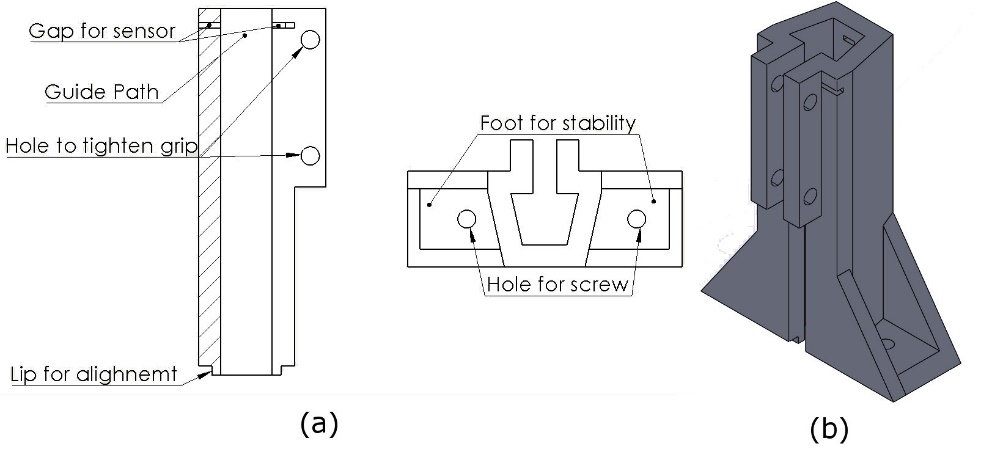 Gap for sensor
Guide Path
Hole to tighten grip
Lip for alighnemt
Foot for stability
Hole for screw
(a)
(b)